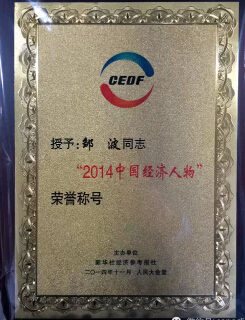 CEDF
授予:邹 波同志
“2014中国经济人物”
荣誉称号
主办单位
新华社经济参考报社
二〇一四年十一月 人民大会堂